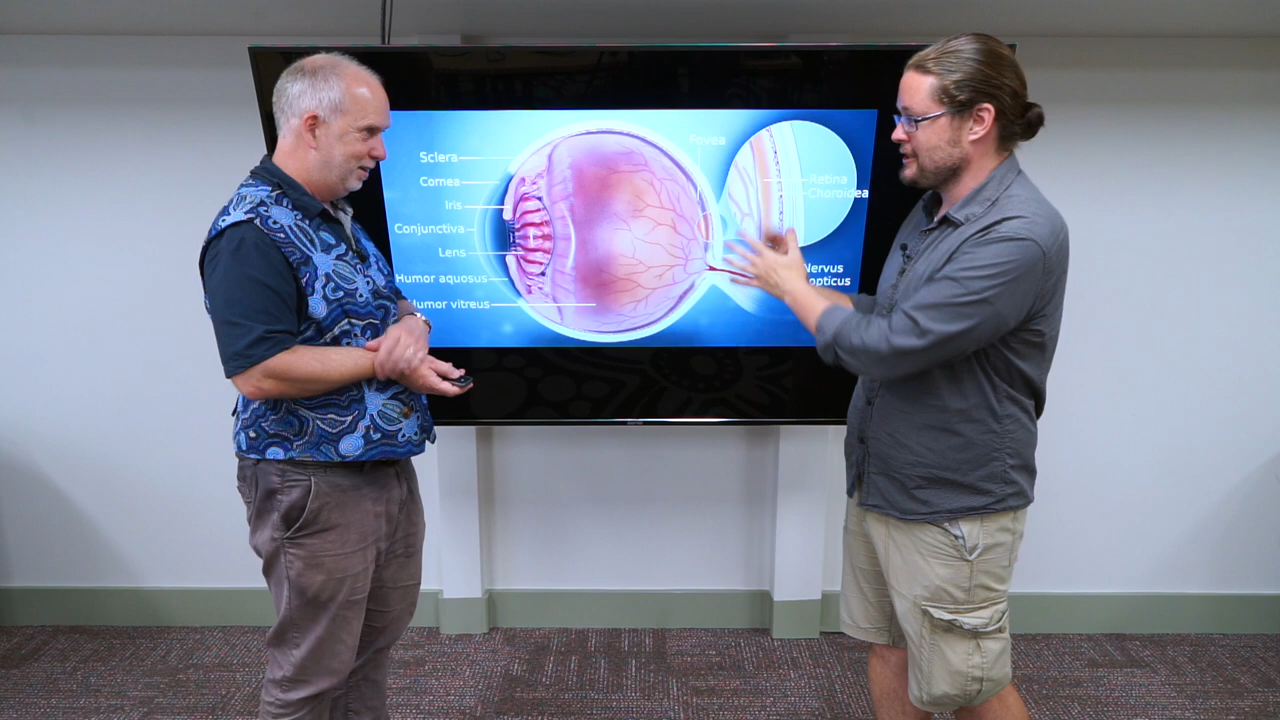 Fovea
Sclera
Cornea
Iris
Conjunctiva
Lens
Humor aquosus
Humor vitreus
Retina
Choroidea
Nervus
opticus